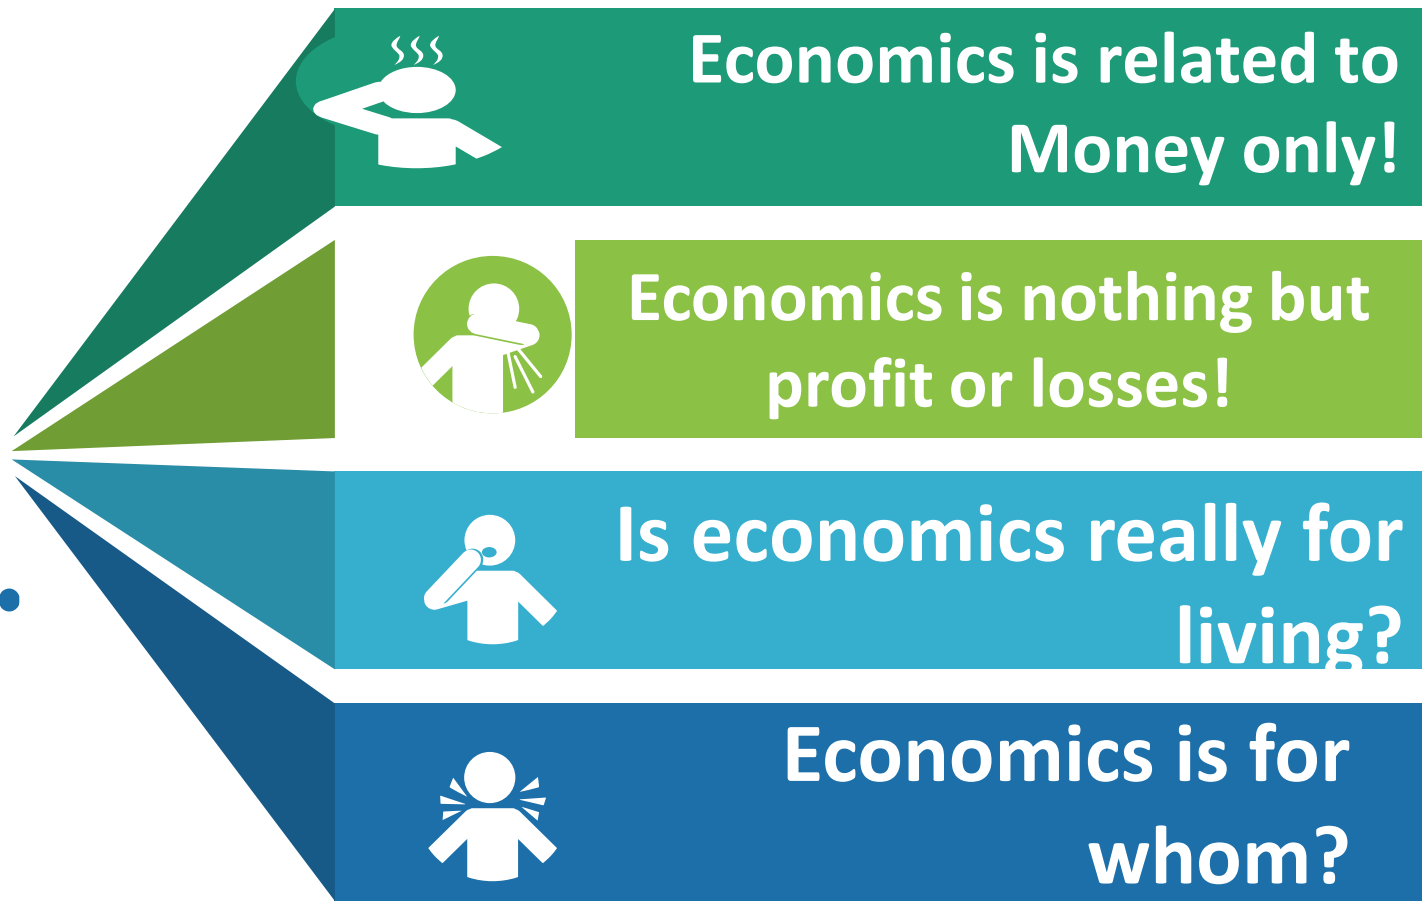 Economics is related to
Money only!
Economics is nothing but
profit or losses!
Is economics really for
living?
Economics is for
whom?